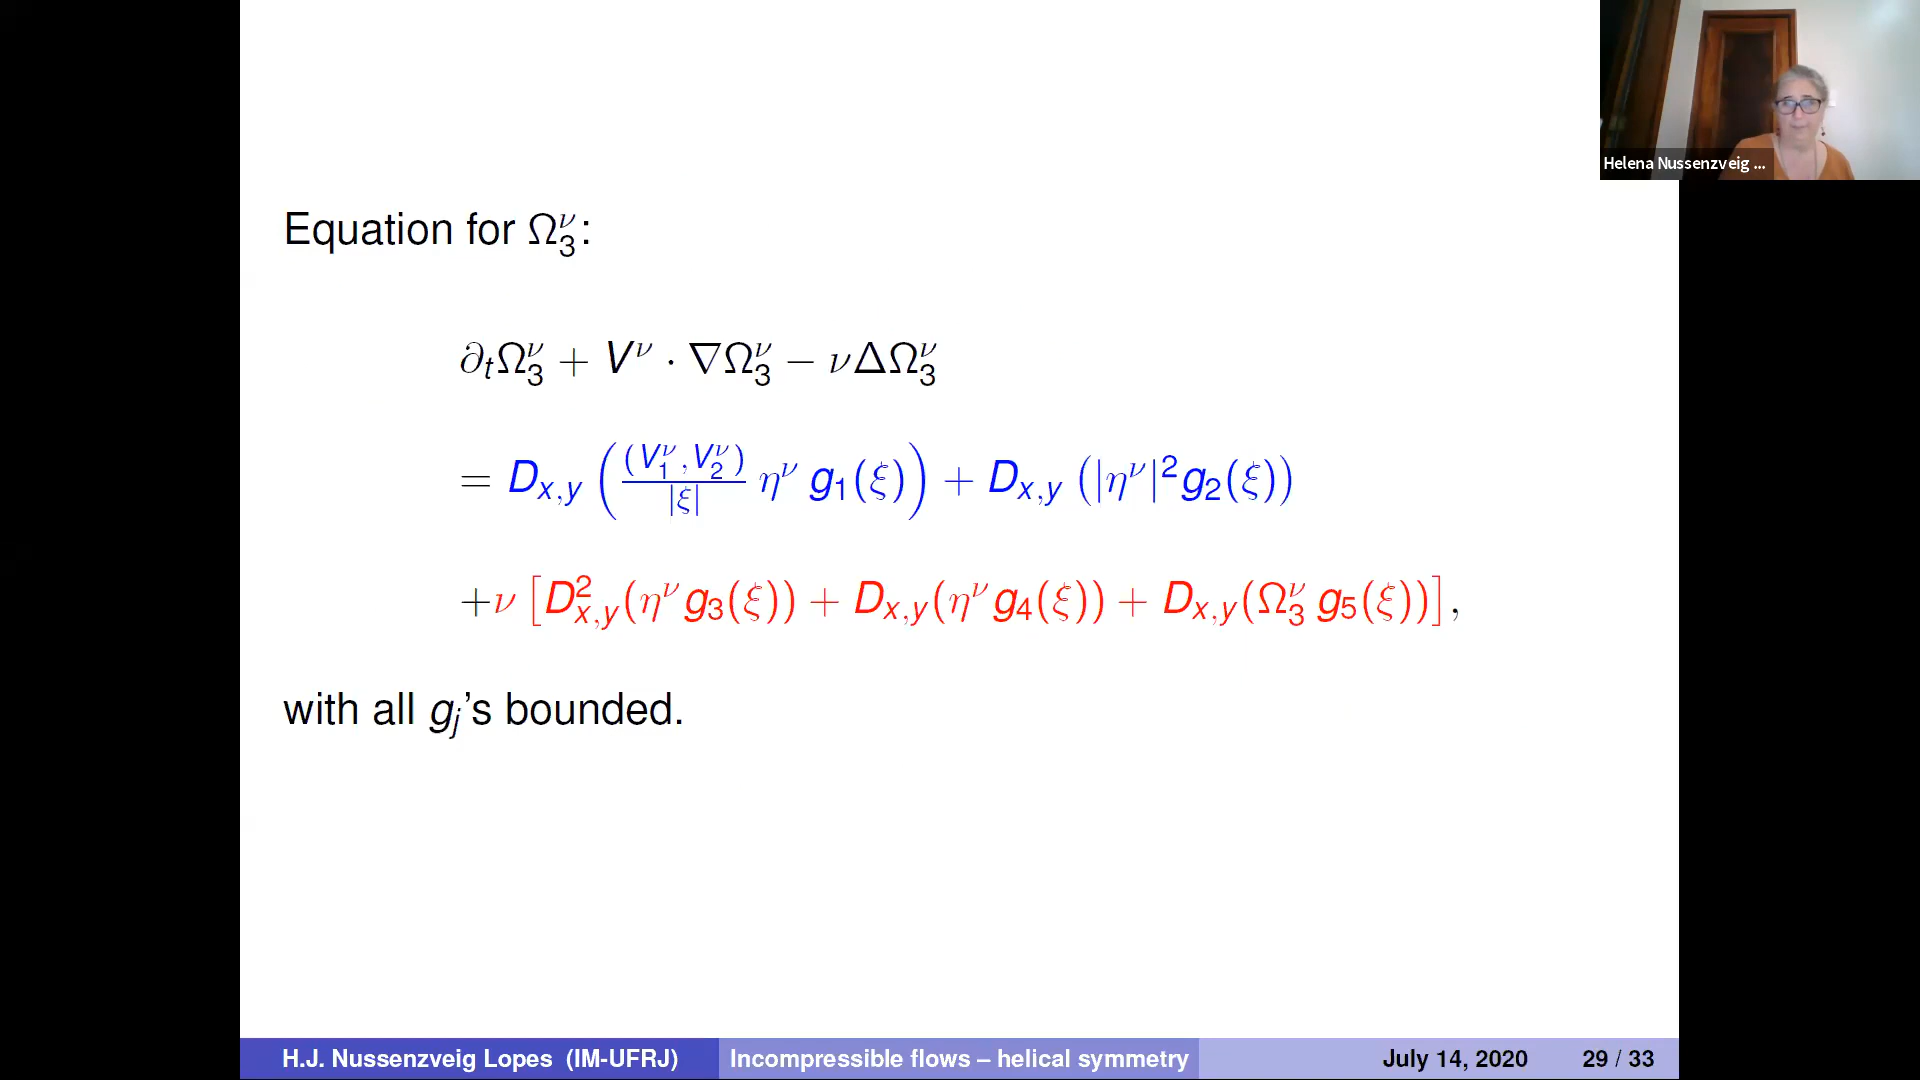 Helena Nussenzveig ...
Equation for Ω₃^ν:
∂ₜΩ₃^ν + V^ν · ∇Ω₃^ν − νΔΩ₃^ν
= D_{x,y} ( (V₁^ν, V₂^ν) / |ξ| η^ν g₁(ξ) ) + D_{x,y} (|η^ν|² g₂(ξ))
+ν [ D²_{x,y}(η^ν g₃(ξ)) + D_{x,y}(η^ν g₄(ξ)) + D_{x,y}(Ω₃^ν g₅(ξ)) ],
with all g_j's bounded.
H.J. Nussenzveig Lopes (IM-UFRJ) Incompressible flows – helical symmetry July 14, 2020 29 / 33